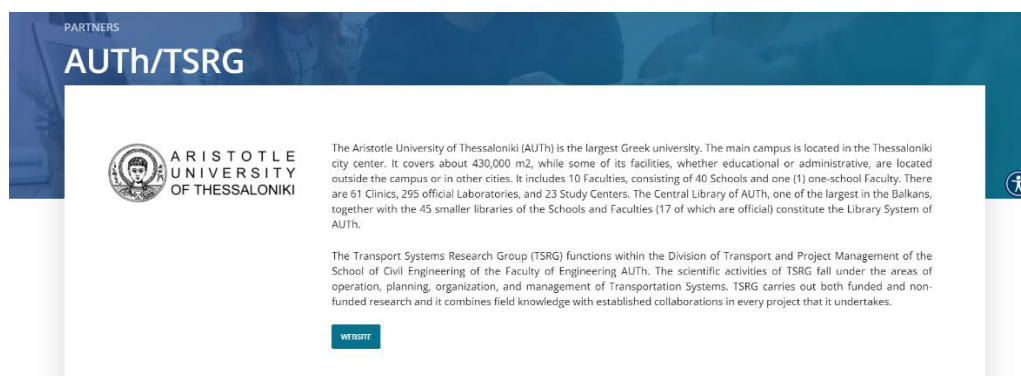 PARTNERS
AUTh/TSRG
ARISTOTLE
UNIVERSITY
OF THESSALONIKI
The Aristotle University of Thessaloniki (AUTh) is the largest Greek university. The main campus is located in the Thessaloniki
city center. It covers about 430,000 m2, while some of its facilities, whether educational or administrative, are located
outside the campus or in other cities. It includes 10 Faculties, consisting of 40 Schools and one (1) one-school Faculty. There
are 61 Clinics, 295 official Laboratories, and 23 Study Centers. The Central Library of AUTh, one of the largest in the Balkans,
together with the 45 smaller libraries of the Schools and Faculties (17 of which are official) constitute the Library System of
AUTh.
The Transport Systems Research Group (TSRG) functions within the Division of Transport and Project Management of the
School of Civil Engineering of the Faculty of Engineering AUTh. The scientific activities of TSRG fall under the areas of
operation, planning, organization, and management of Transportation Systems. TSRG carries out both funded and non-
funded research and it combines field knowledge with established collaborations in every project that it undertakes.
WEBSITE